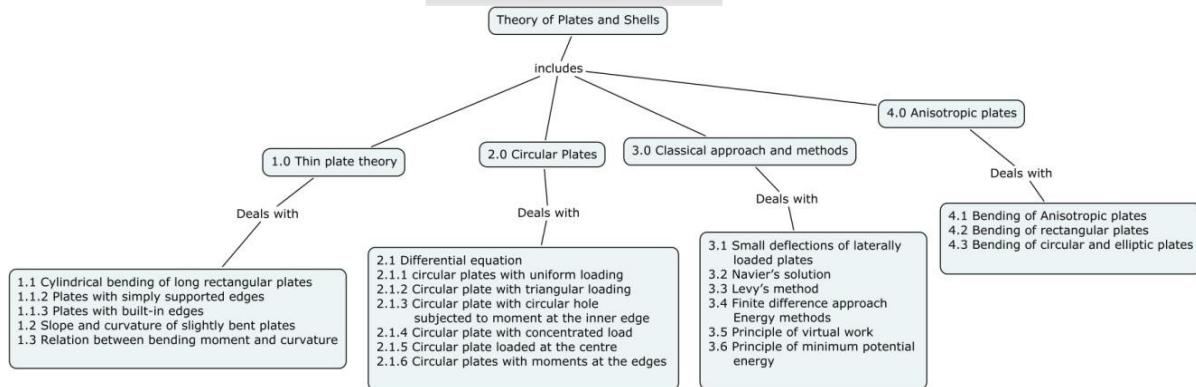 Theory of Plates and Shells
includes
4.0 Anisotropic plates
1.0 Thin plate theory
2.0 Circular Plates
3.0 Classical approach and methods
Deals with
Deals with
Deals with
Deals with
1.1 Cylindrical bending of long rectangular plates
1.1.2 Plates with simply supported edges
1.1.3 Plates with built-in edges
1.2 Slope and curvature of slightly bent plates
1.3 Relation between bending moment and curvature
2.1 Differential equation
2.1.1 circular plates with uniform loading
2.1.2 Circular plate with triangular loading
2.1.3 Circular plate with circular hole
subjected to moment at the inner edge
2.1.4 Circular plate with concentrated load
2.1.5 Circular plate loaded at the centre
2.1.6 Circular plates with moments at the edges
3.1 Small deflections of laterally
loaded plates
3.2 Navier's solution
3.3 Levy's method
3.4 Finite difference approach
Energy methods
3.5 Principle of virtual work
3.6 Principle of minimum potential
energy
4.1 Bending of Anisotropic plates
4.2 Bending of rectangular plates
4.3 Bending of circular and elliptic plates